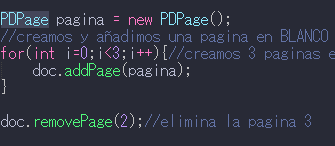 PDPage pagina = new PDPage();
//creamos y añadimos una pagina en BLANCO
for(int i=0;i<3;i++){//creamos 3 paginas e
doc.addPage(pagina);
}
doc.removePage(2);//elimina la pagina 3